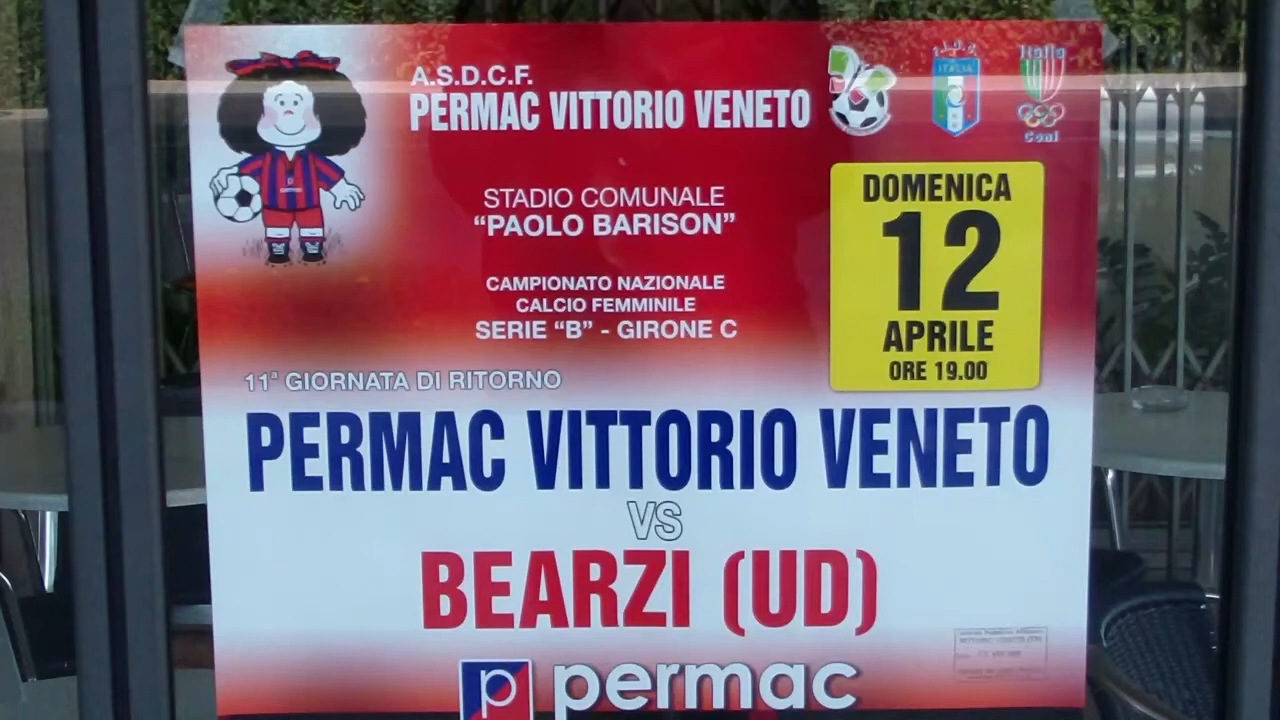 A.S.D.C.F.
PERMAC VITTORIO VENETO
F.I.G.C.
ITALIA
Italia
Coni
STADIO COMUNALE
“PAOLO BARISON”
DOMENICA
12
APRILE
ORE 19.00
CAMPIONATO NAZIONALE
CALCIO FEMMINILE
SERIE “B” - GIRONE C
11ª GIORNATA DI RITORNO
PERMAC VITTORIO VENETO
VS
BEARZI (UD)
p permac